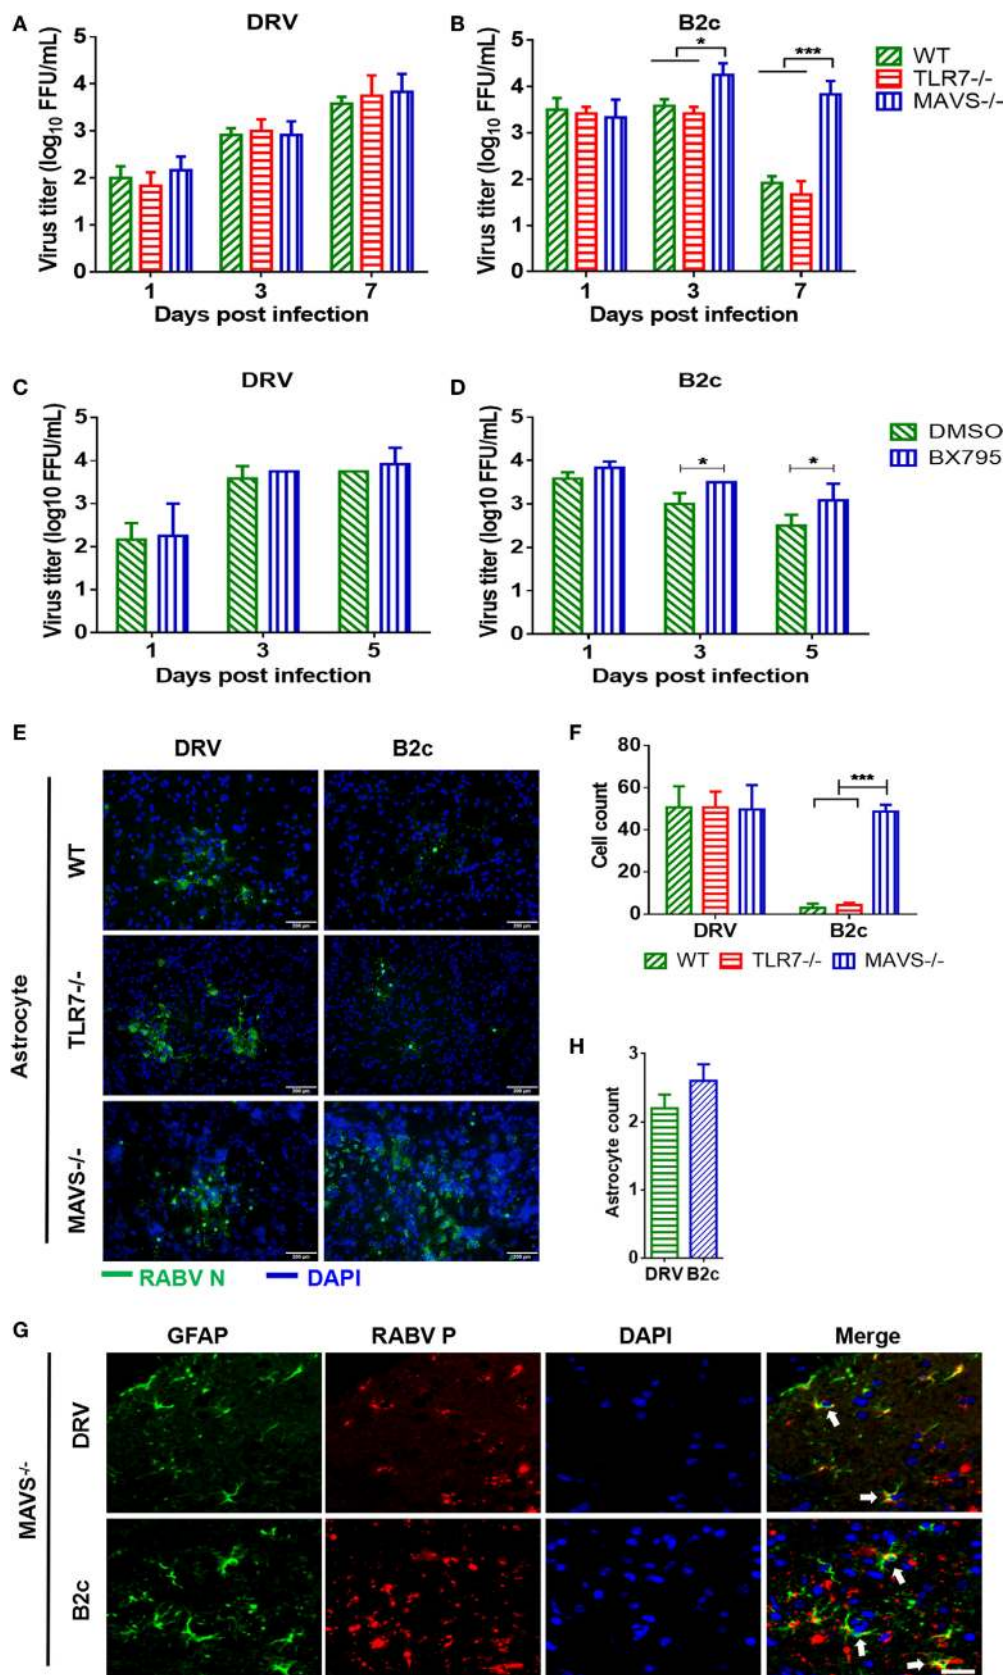 A
DRV
Virus titer (log10 FFU/mL)
5
4
3
2
1
0
1 3 7
Days post infection
B
B2c
Virus titer (log10 FFU/mL)
5
4
3
2
1
0
* ***
1 3 7
Days post infection
WT
TLR7-/-
MAVS-/-
C
DRV
Virus titer (log10 FFU/mL)
5
4
3
2
1
0
1 3 5
Days post infection
D
B2c
Virus titer (log10 FFU/mL)
5
4
3
2
1
0
* *
1 3 5
Days post infection
DMSO
BX795
E
DRV B2c
Astrocyte
WT
TLR7-/-
MAVS-/-
RABV N DAPI
F
Cell count
80
60
40
20
0
***
DRV B2c
WT TLR7-/- MAVS-/-
H
Astrocyte count
3
2
1
0
DRV B2c
G
GFAP RABV P DAPI Merge
MAVS-/-
DRV
B2c